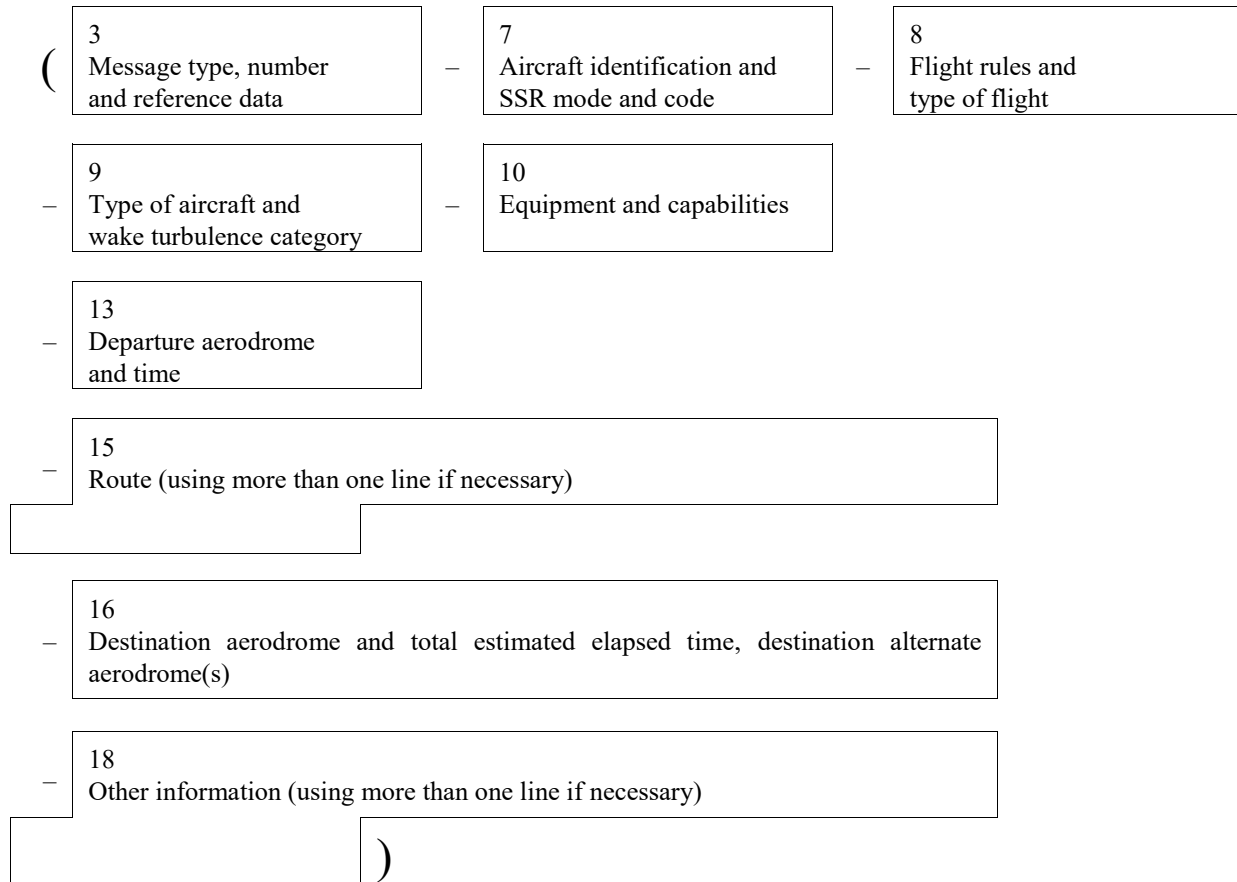 ( 3 – 7 – 8
Message type, number Aircraft identification and Flight rules and
and reference data SSR mode and code type of flight
– 9 – 10
Type of aircraft and Equipment and capabilities
wake turbulence category
– 13
Departure aerodrome
and time
– 15
Route (using more than one line if necessary)
– 16
Destination aerodrome and total estimated elapsed time, destination alternate
aerodrome(s)
– 18
Other information (using more than one line if necessary)
)